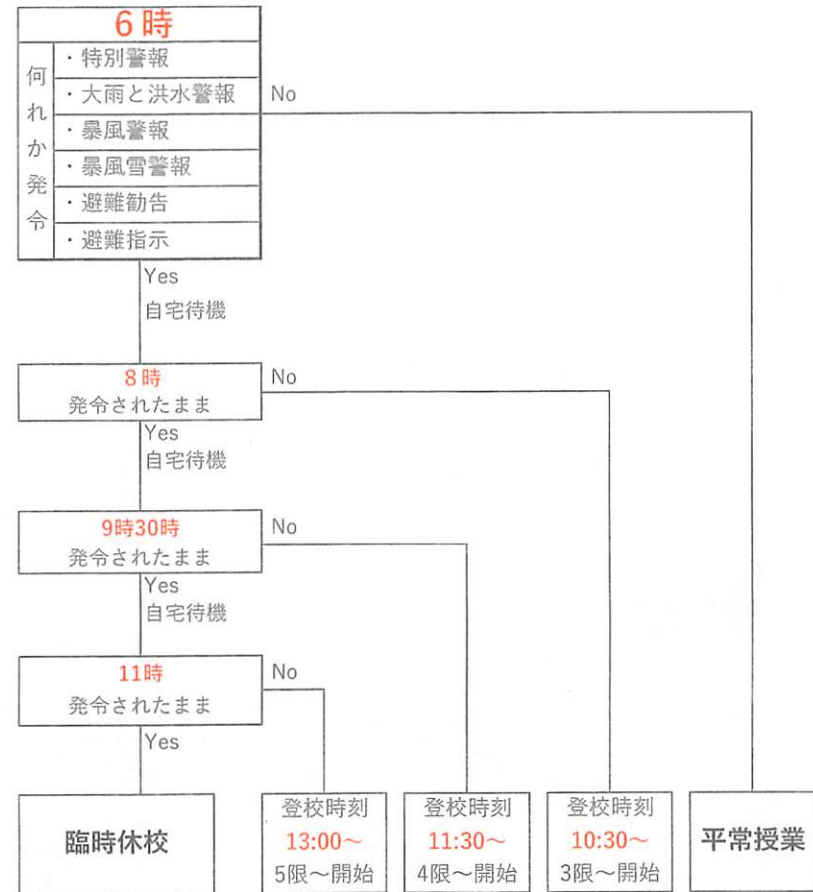 6時
何れか発令
・特別警報
・大雨と洪水警報
・暴風警報
・暴風雪警報
・避難勧告
・避難指示
No
Yes
自宅待機
8時
発令されたまま
No
Yes
自宅待機
9時30時
発令されたまま
No
Yes
自宅待機
11時
発令されたまま
No
Yes
臨時休校
登校時刻
13:00～
5限～開始
登校時刻
11:30～
4限～開始
登校時刻
10:30～
3限～開始
平常授業